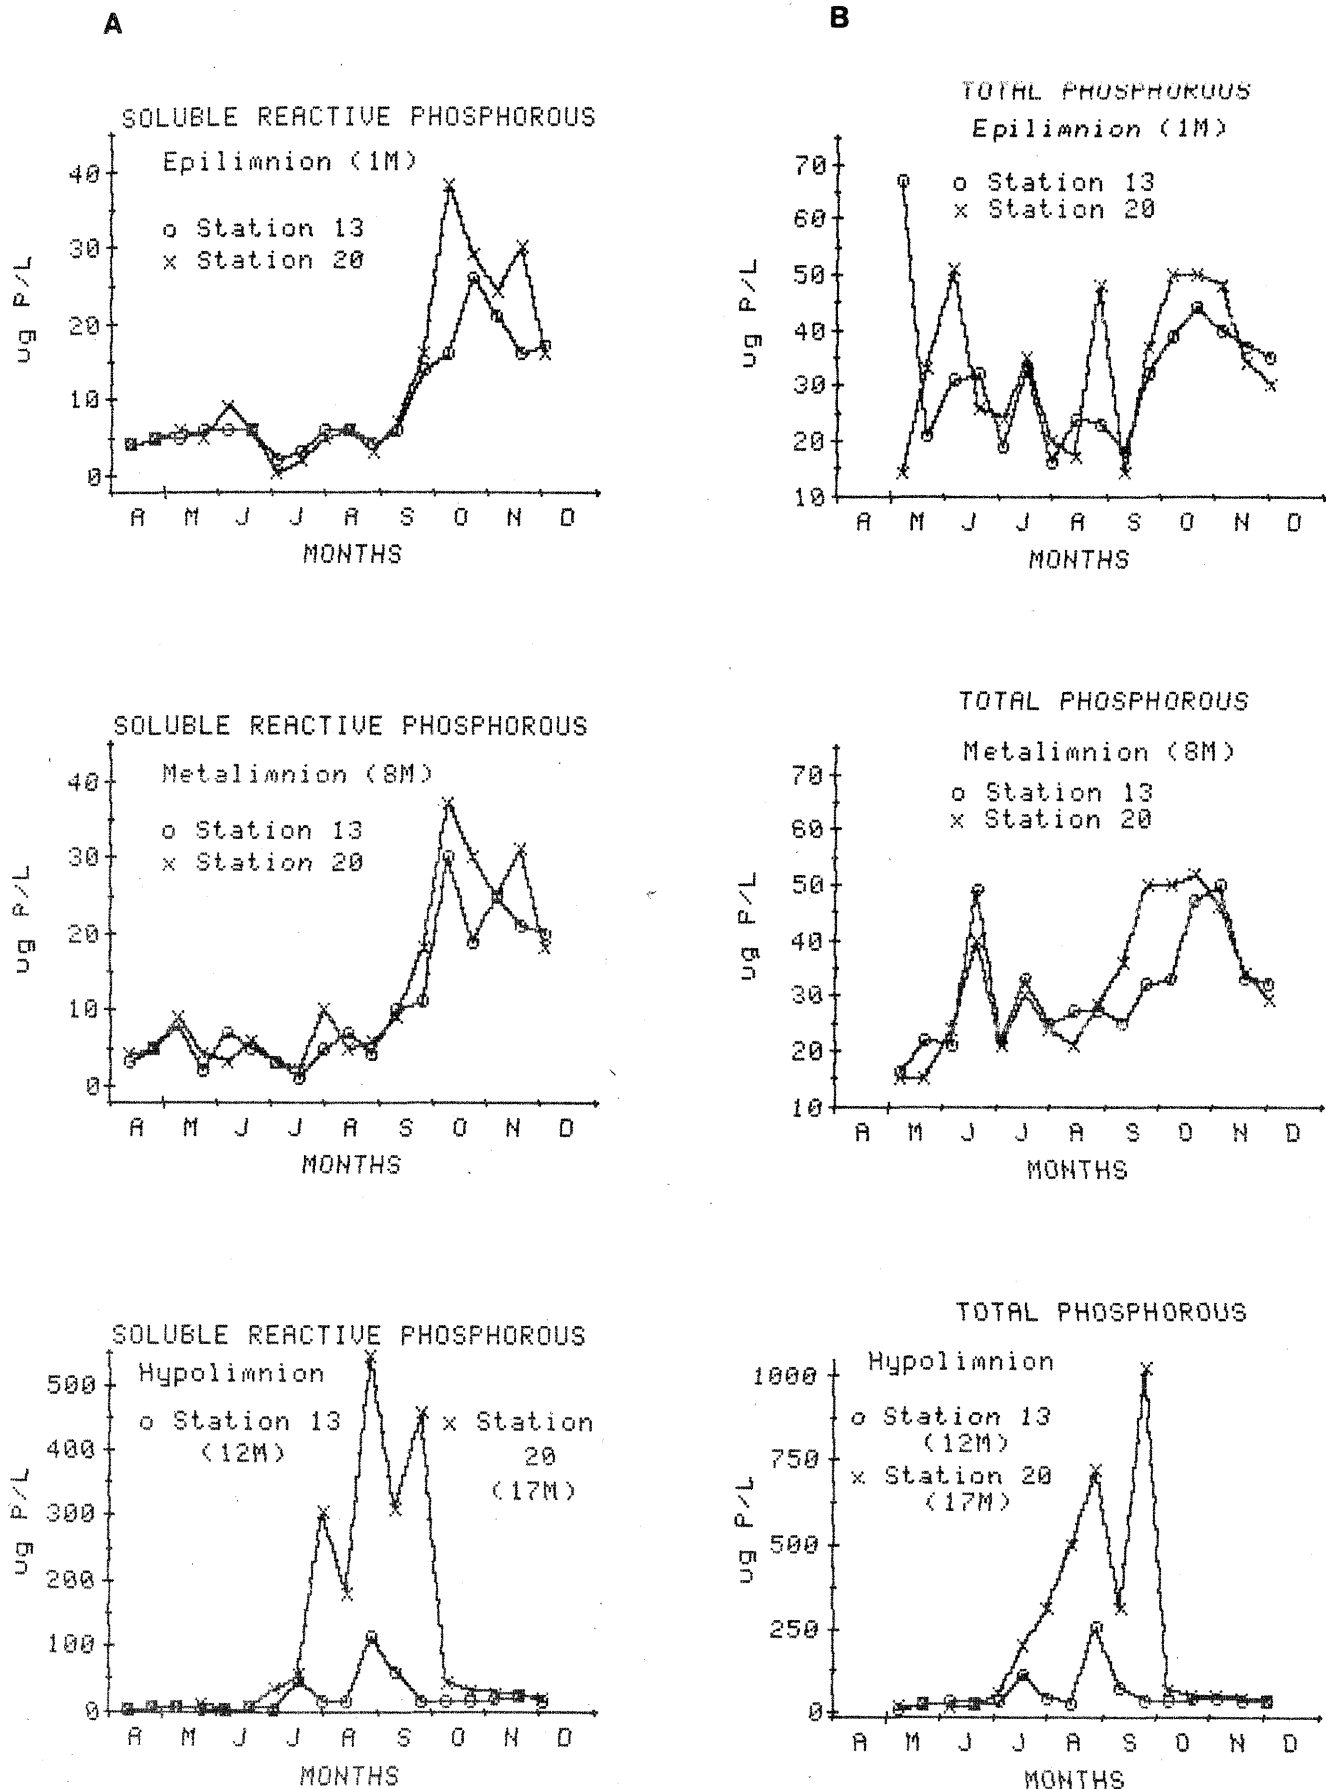 A
SOLUBLE REACTIVE PHOSPHOROUS
Epilimnion (1M)
o Station 13
x Station 20
40
30
20
10
0
ug P/L
A M J J A S O N D
MONTHS
SOLUBLE REACTIVE PHOSPHOROUS
Metalimnion (8M)
o Station 13
x Station 20
40
30
20
10
0
ug P/L
A M J J A S O N D
MONTHS
SOLUBLE REACTIVE PHOSPHOROUS
Hypolimnion
o Station 13
(12M)
x Station
20
(17M)
500
400
300
200
100
0
ug P/L
A M J J A S O N D
MONTHS
B
TOTAL PHOSPHOROUS
Epilimnion (1M)
o Station 13
x Station 20
70
60
50
40
30
20
10
ug P/L
A M J J A S O N D
MONTHS
TOTAL PHOSPHOROUS
Metalimnion (8M)
o Station 13
x Station 20
70
60
50
40
30
20
10
ug P/L
A M J J A S O N D
MONTHS
TOTAL PHOSPHOROUS
Hypolimnion
o Station 13
(12M)
x Station 20
(17M)
1000
750
500
250
0
ug P/L
A M J J A S O N D
MONTHS